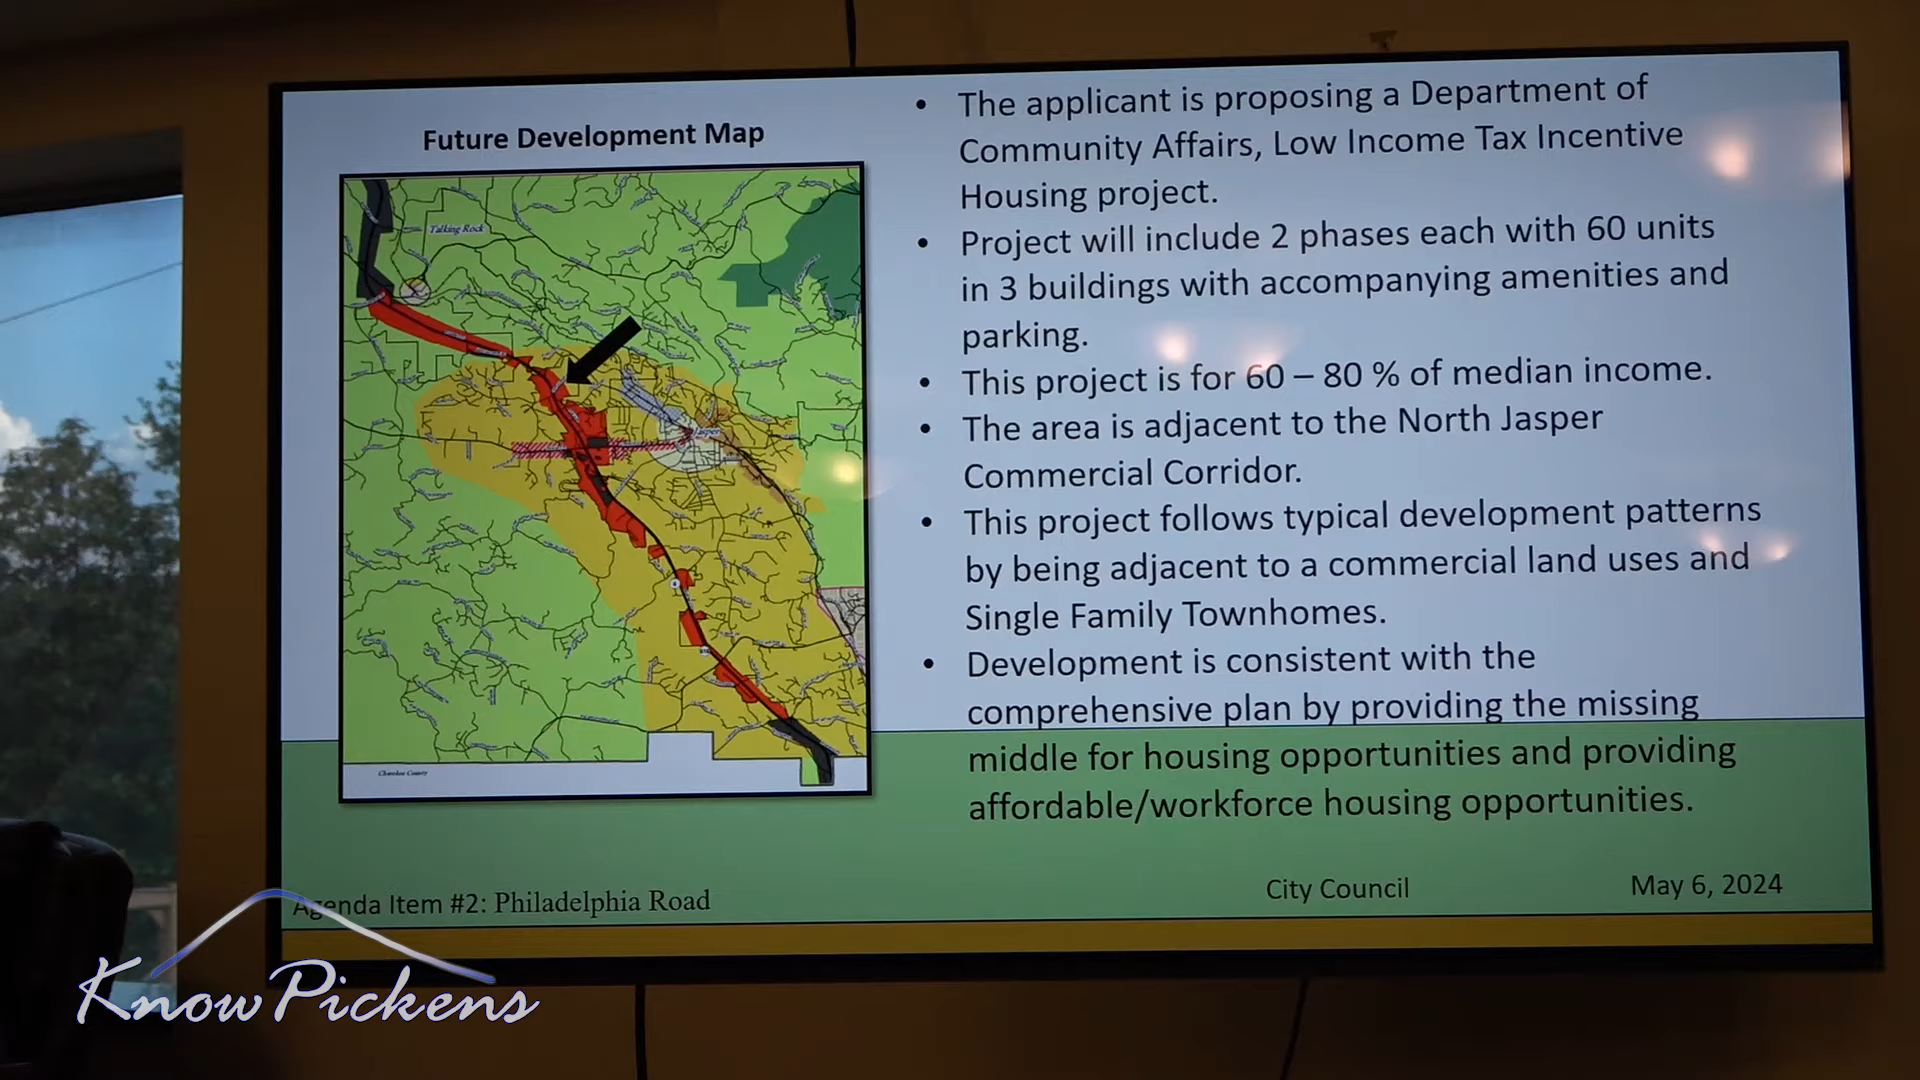 Future Development Map
Talking Rock
Jasper
Cherokee County
• The applicant is proposing a Department of
Community Affairs, Low Income Tax Incentive
Housing project.
• Project will include 2 phases each with 60 units
in 3 buildings with accompanying amenities and
parking.
• This project is for 60 – 80 % of median income.
• The area is adjacent to the North Jasper
Commercial Corridor.
• This project follows typical development patterns
by being adjacent to a commercial land uses and
Single Family Townhomes.
• Development is consistent with the
comprehensive plan by providing the missing
middle for housing opportunities and providing
affordable/workforce housing opportunities.
Agenda Item #2: Philadelphia Road
City Council
May 6, 2024
KnowPickens